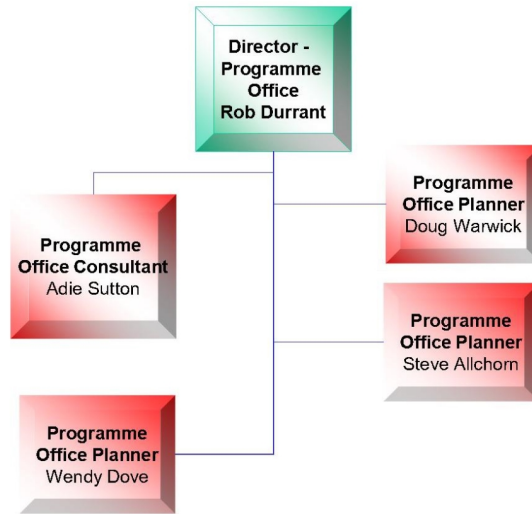 Director -
Programme
Office
Rob Durrant
Programme
Office Planner
Doug Warwick
Programme
Office Consultant
Adie Sutton
Programme
Office Planner
Steve Allchorn
Programme
Office Planner
Wendy Dove